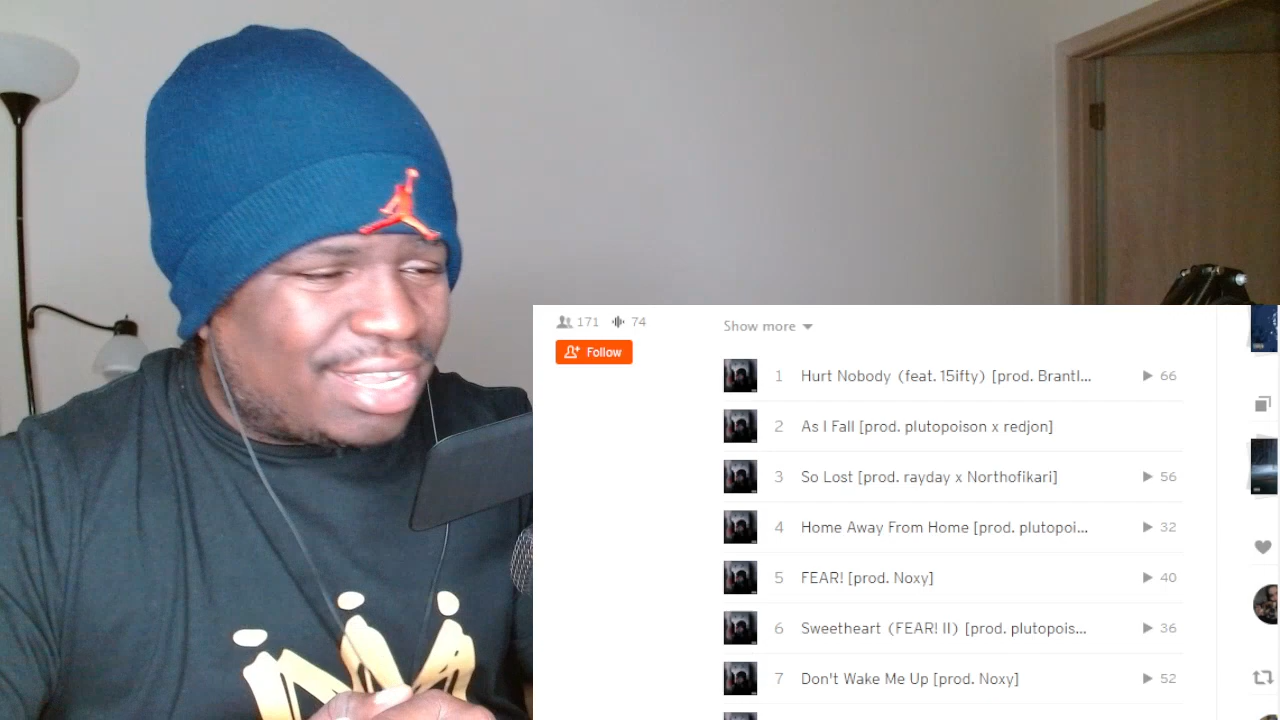 171 74
Follow
Show more
1 Hurt Nobody (feat. 15ifty) [prod. Brantl... 66
2 As I Fall [prod. plutopoison x redjon]
3 So Lost [prod. rayday x Northofikari] 56
4 Home Away From Home [prod. plutopoi... 32
5 FEAR! [prod. Noxy] 40
6 Sweetheart (FEAR! II) [prod. plutopois... 36
7 Don't Wake Me Up [prod. Noxy] 52